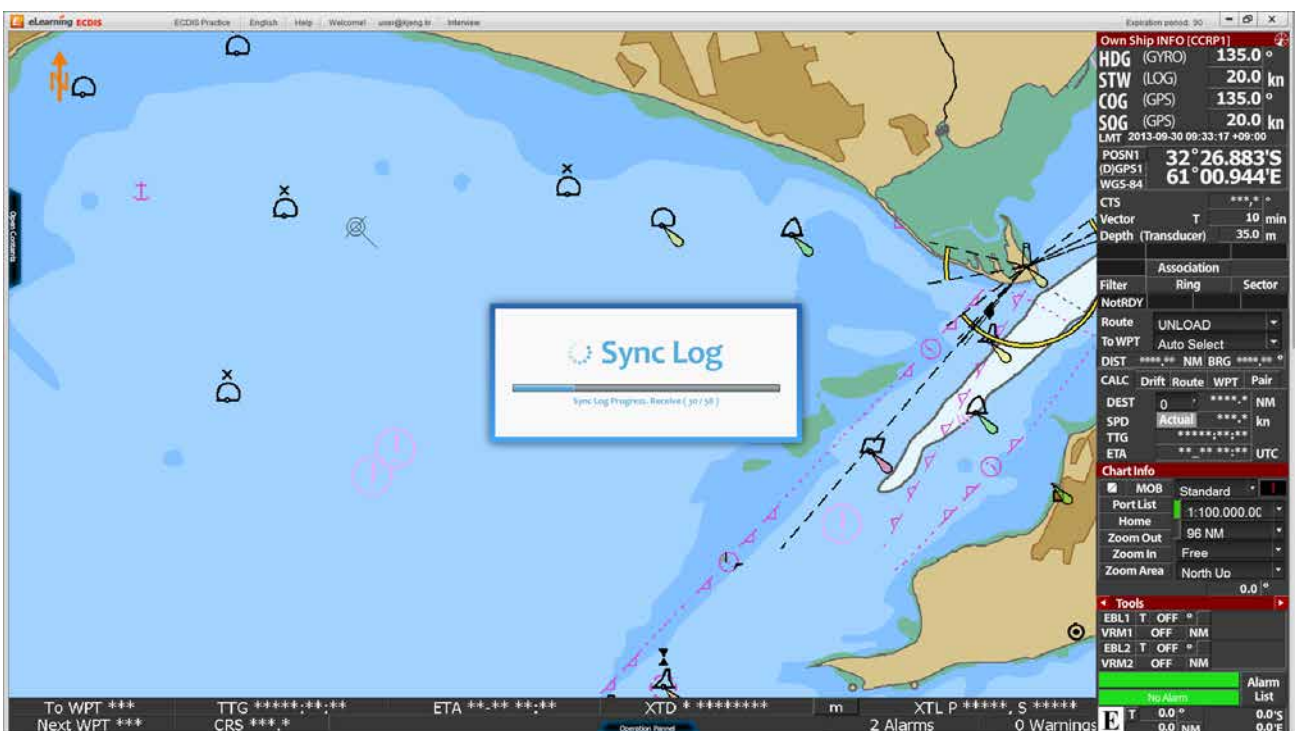 eLearning ECDIS ECDIS Practice English Help Welcome! user@kjeng.kr Interview Expiration period: 90
Own Ship INFO [CCRP1]
HDG (GYRO) 135.0 °
STW (LOG) 20.0 kn
COG (GPS) 135.0 °
SOG (GPS) 20.0 kn
LMT 2013-09-30 09:33:17 +09:00
POSN1 32°26.883'S
(D)GPS1 61°00.944'E
WGS-84
CTS ***.* °
Vector T 10 min
Depth (Transducer) 35.0 m
Association
Filter Ring Sector
NotRDY
Route UNLOAD
To WPT Auto Select
DIST ****.** NM BRG ****.** °
CALC Drift Route WPT Pair
DEST 0 ****.* NM
SPD Actual ***.* kn
TTG *****:**:**
ETA **_** **:** UTC
Chart Info
MOB Standard 1
Port List 1:100.000.00
Home
Zoom Out 96 NM
Zoom In Free
Zoom Area North Up
0.0 °
Tools
EBL1 T OFF °
VRM1 OFF NM
EBL2 T OFF °
VRM2 OFF NM
Alarm
No Alarm List
E T 0.0 ° 0.0'S
0.0 NM 0.0'E
Open Contents
N
Sync Log
Sync Log Progress. Receive ( 30 / 58 )
To WPT *** TTG *****:**:** ETA **-** **:** XTD * ******** m XTL P *****, S *****
Next WPT *** CRS ***.* Operation Pannel 2 Alarms 0 Warnings